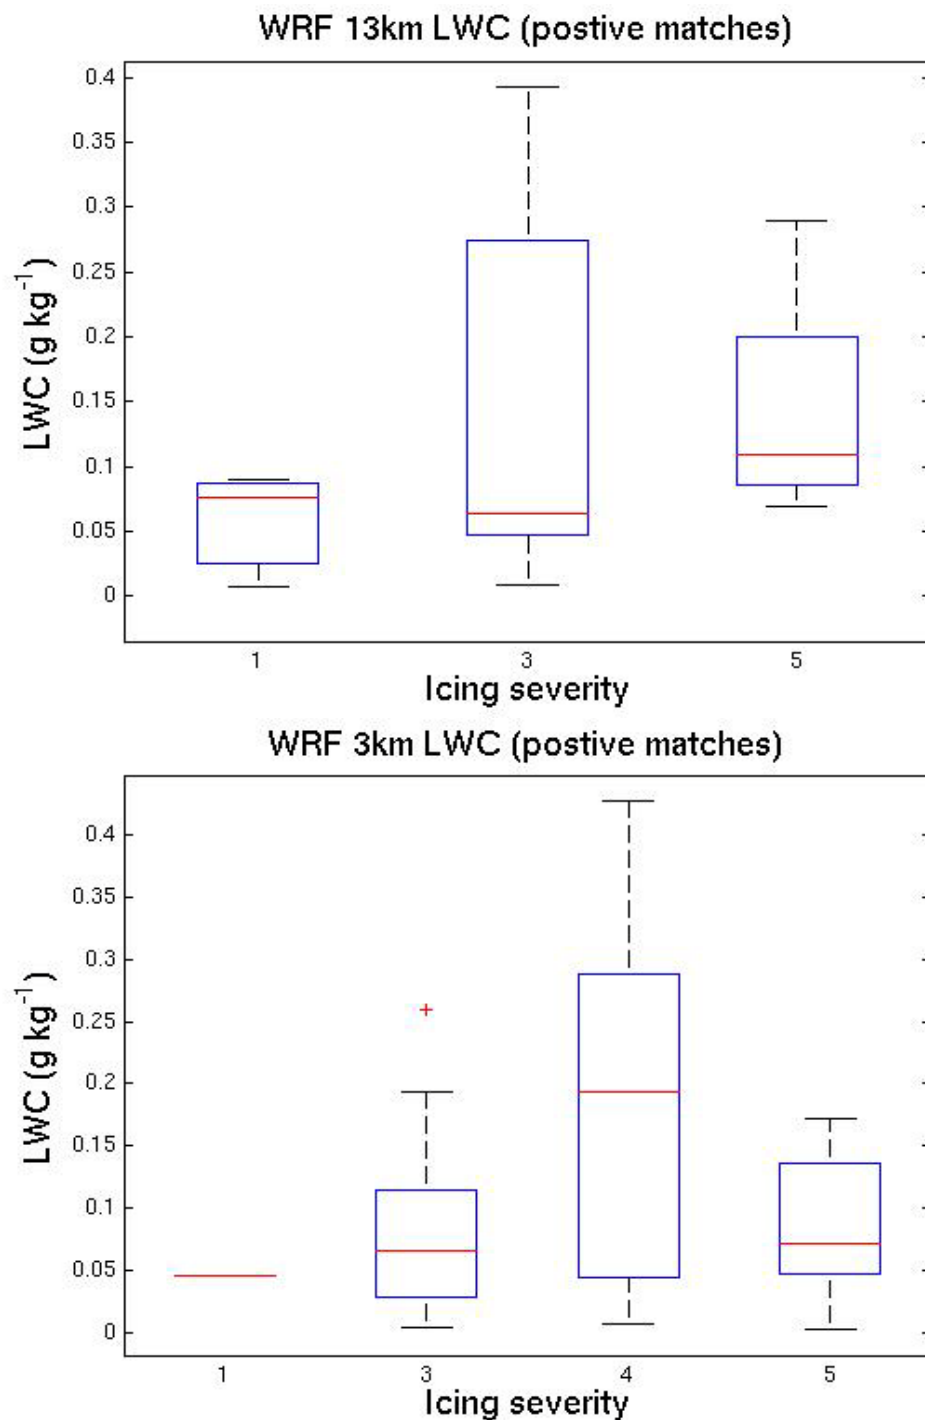 WRF 13km LWC (postive matches)
0.4
0.35
0.3
0.25
0.2
0.15
0.1
0.05
0
LWC (g kg⁻¹)
1 3 5
Icing severity
WRF 3km LWC (postive matches)
0.4
0.35
0.3
0.25
0.2
0.15
0.1
0.05
0
LWC (g kg⁻¹)
1 3 4 5
Icing severity